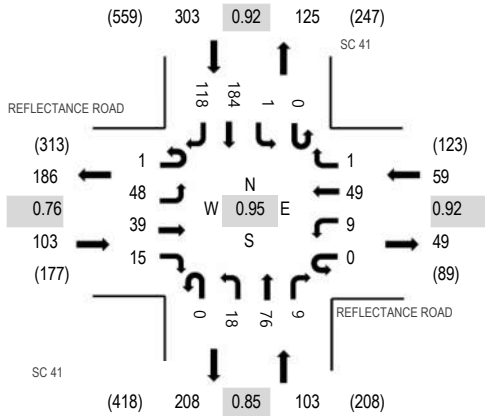 (559) 303 0.92 125 (247)
SC 41
118 184 1 0
REFLECTANCE ROAD
(313) (123)
186 1 1 59
48 49
N
0.76 39 W 0.95 E 9 0.92
S
103 15 0 49
(177) (89)
0 18 76 9
REFLECTANCE ROAD
SC 41
(418) 208 0.85 103 (208)